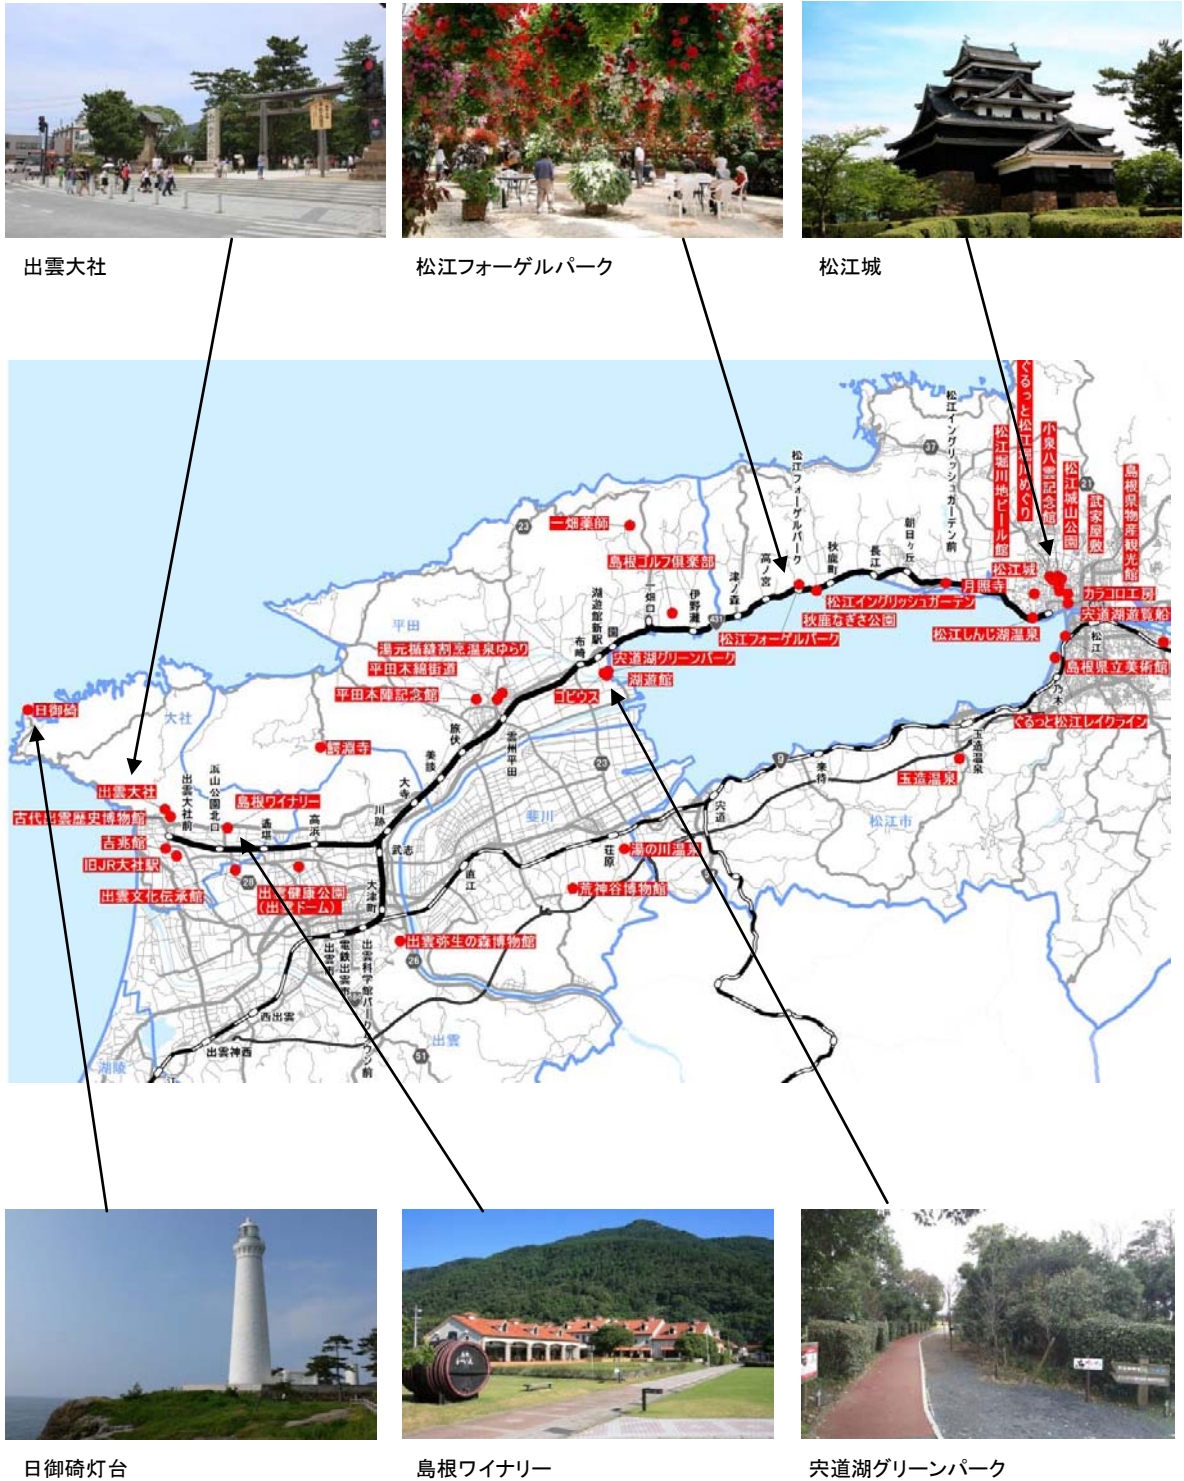 出雲大社
松江フォーゲルパーク
松江城
ぐるっと松江堀川めぐり
小泉八雲記念館
松江城山公園
武家屋敷
島根県物産観光館
松江堀川地ビール館
松江イングリッシュガーデン前
松江フォーゲルパーク
37
21
23
一畑薬師
島根ゴルフ倶楽部
湖遊館新駅
園
布崎
一畑口
伊野灘
津ノ森
高ノ宮
秋鹿町
長江
朝日ヶ丘
松江城
月照寺
カラコロ工房
松江イングリッシュガーデン
秋鹿なぎさ公園
松江フォーゲルパーク
431
松江しんじ湖温泉
宍道湖遊覧船
松江
島根県立美術館
乃木
平田
湯元楯縫割烹温泉ゆらり
平田木綿街道
平田本陣記念館
宍道湖グリーンパーク
湖遊館
ゴビウス
日御碕
大社
鰐淵寺
旅伏
美談
大寺
雲州平田
ぐるっと松江レイクライン
玉造温泉
玉造温泉
9
来待
宍道
23
出雲大社
古代出雲歴史博物館
吉兆館
旧JR大社駅
出雲文化伝承館
出雲大社前
浜山公園北口
島根ワイナリー
遙堪
高浜
川跡
武志
大津町
斐川
直江
荘原
松江市
湯の川温泉
荒神谷博物館
28
出雲健康公園
(出雲ドーム)
出雲弥生の森博物館
26
出雲市
電鉄出雲市
出雲科学館パークタウン前
西出雲
出雲神西
出雲
51
湖陵
日御碕灯台
島根ワイナリー
宍道湖グリーンパーク